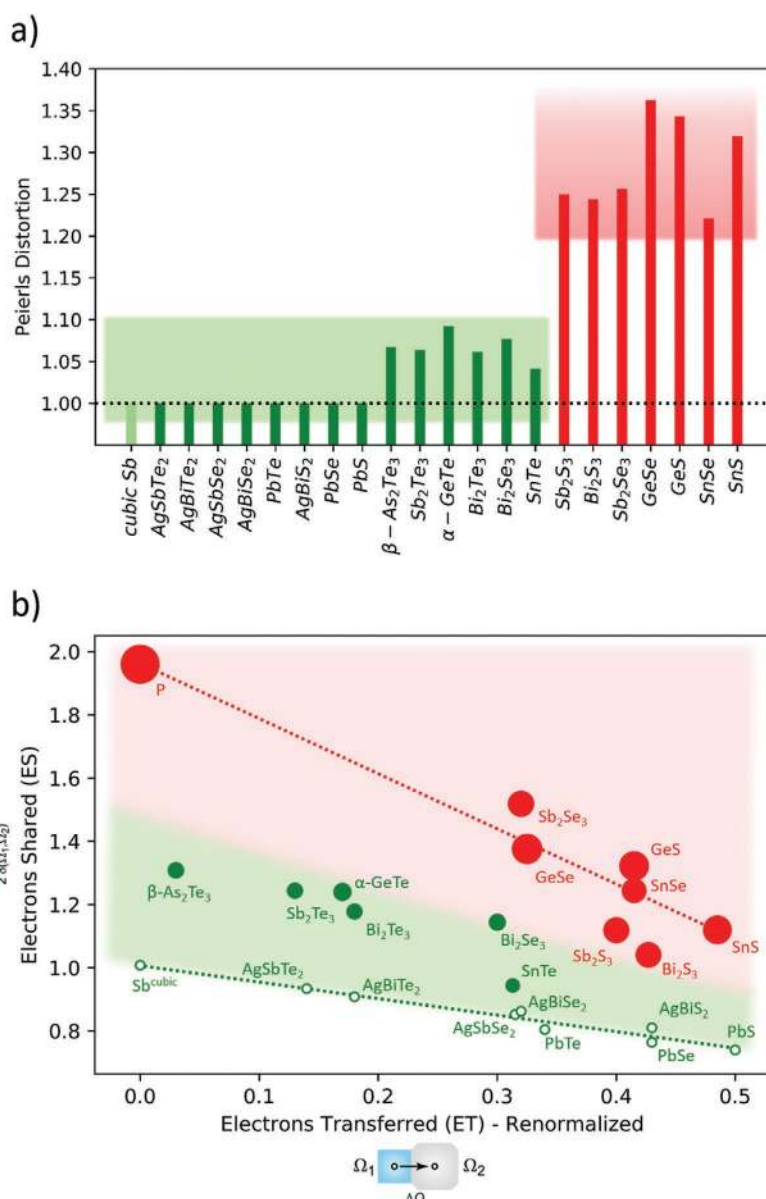 a)
1.40
1.35
1.30
1.25
1.20
1.15
1.10
1.05
1.00
Peierls Distortion
cubic Sb
AgSbTe2
AgBiTe2
AgSbSe2
AgBiSe2
PbTe
AgBiS2
PbSe
PbS
β − As2Te3
Sb2Te3
α − GeTe
Bi2Te3
Bi2Se3
SnTe
Sb2S3
Bi2S3
Sb2Se3
GeSe
GeS
SnSe
SnS
b)
2.0
1.8
1.6
1.4
1.2
1.0
0.8
2 δ(Ω1,Ω2)
Electrons Shared (ES)
P
Sb2Se3
GeS
GeSe
SnSe
β-As2Te3
α-GeTe
Sb2Te3
Bi2Te3
Bi2Se3
Sb2S3
SnS
Bi2S3
Sbcubic
AgSbTe2
AgBiTe2
SnTe
AgBiSe2
AgBiS2
AgSbSe2
PbTe
PbSe
PbS
0.0 0.1 0.2 0.3 0.4 0.5
Electrons Transferred (ET) - Renormalized
Ω1 Ω2